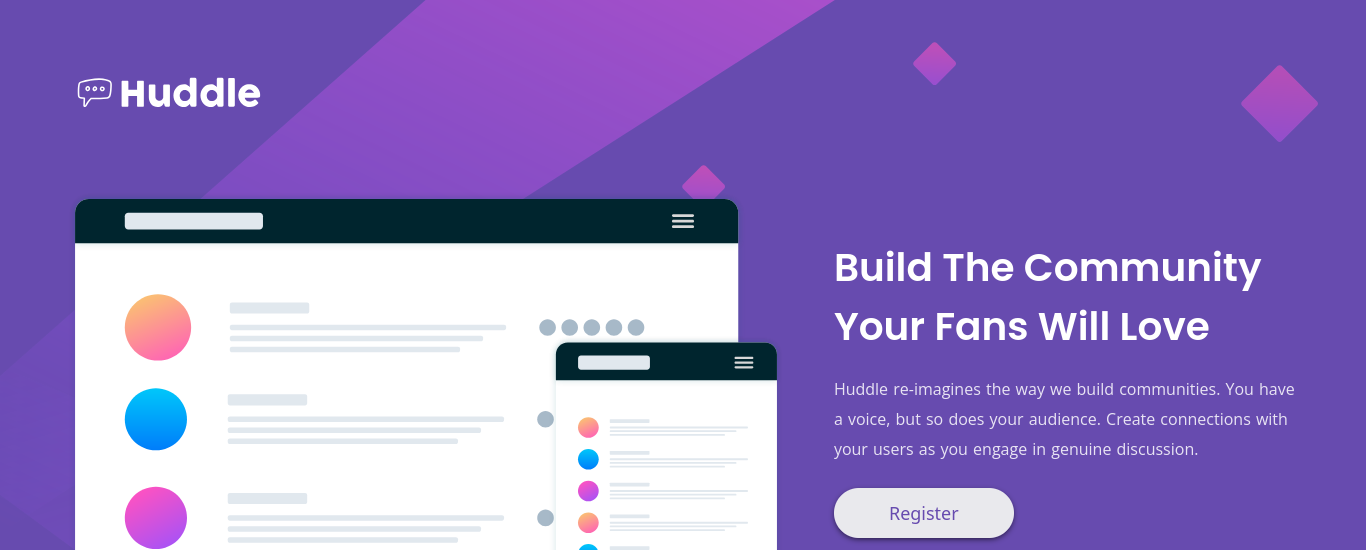 Huddle
Build The Community
Your Fans Will Love
Huddle re-imagines the way we build communities. You have
a voice, but so does your audience. Create connections with
your users as you engage in genuine discussion.
Register